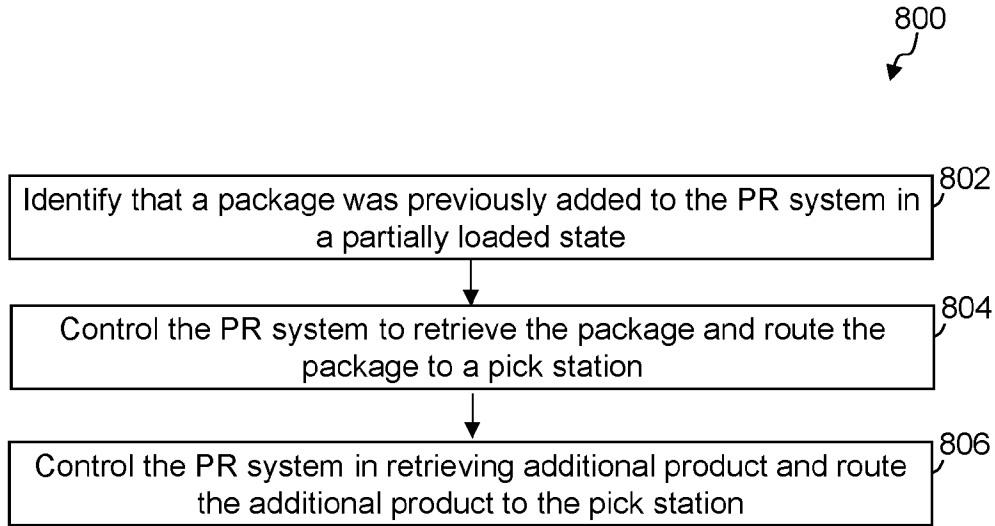 800
802
Identify that a package was previously added to the PR system in
a partially loaded state
804
Control the PR system to retrieve the package and route the
package to a pick station
806
Control the PR system in retrieving additional product and route
the additional product to the pick station